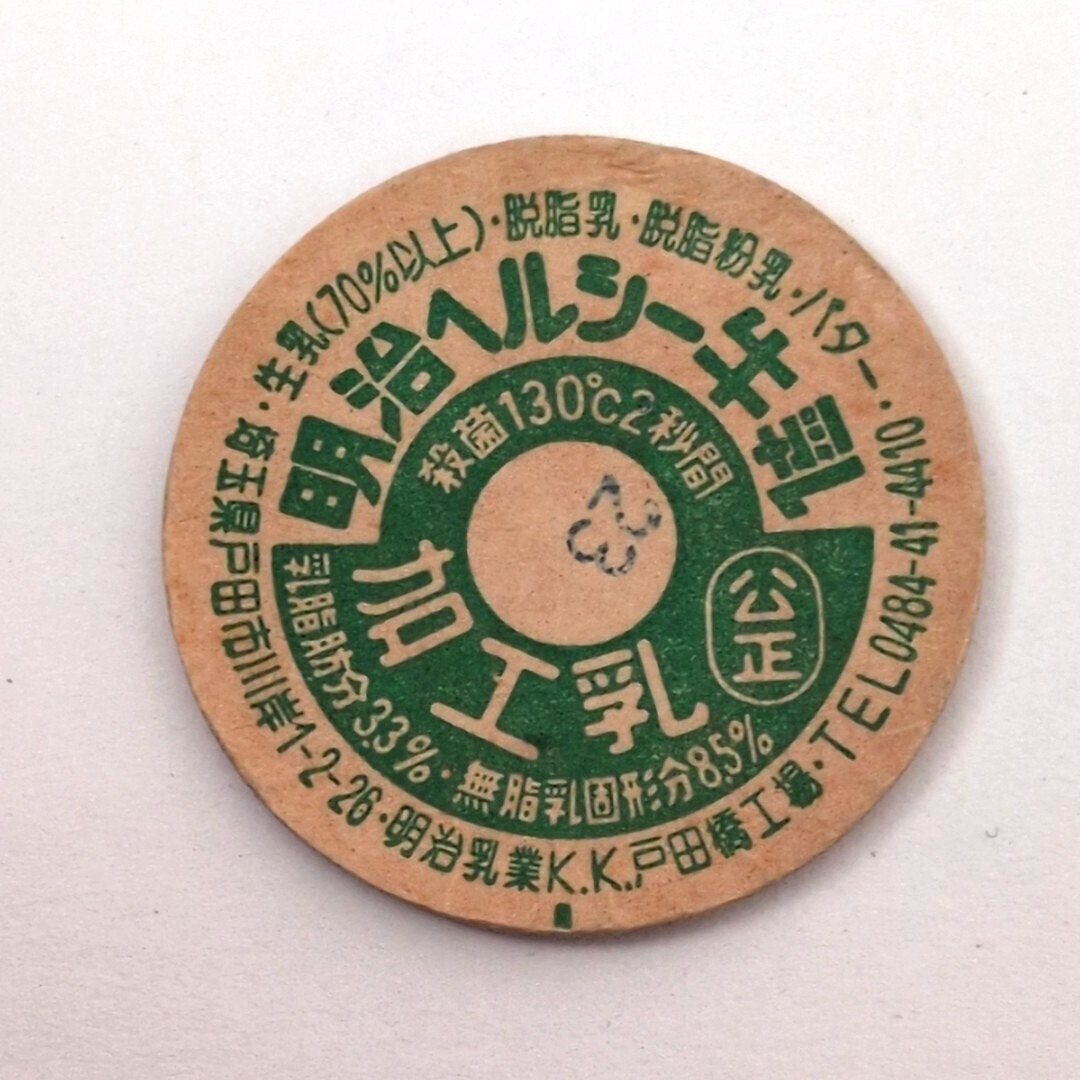 生乳(70%以上)・脱脂乳・脱脂粉乳・バター・
明治ヘルシー牛乳
殺菌130℃2秒間
加工乳
公正
乳脂肪分3.3%・無脂乳固形分8.5%
埼玉県戸田市川岸1-2-26・明治乳業K.K.戸田橋工場・TEL0484-41-4410・